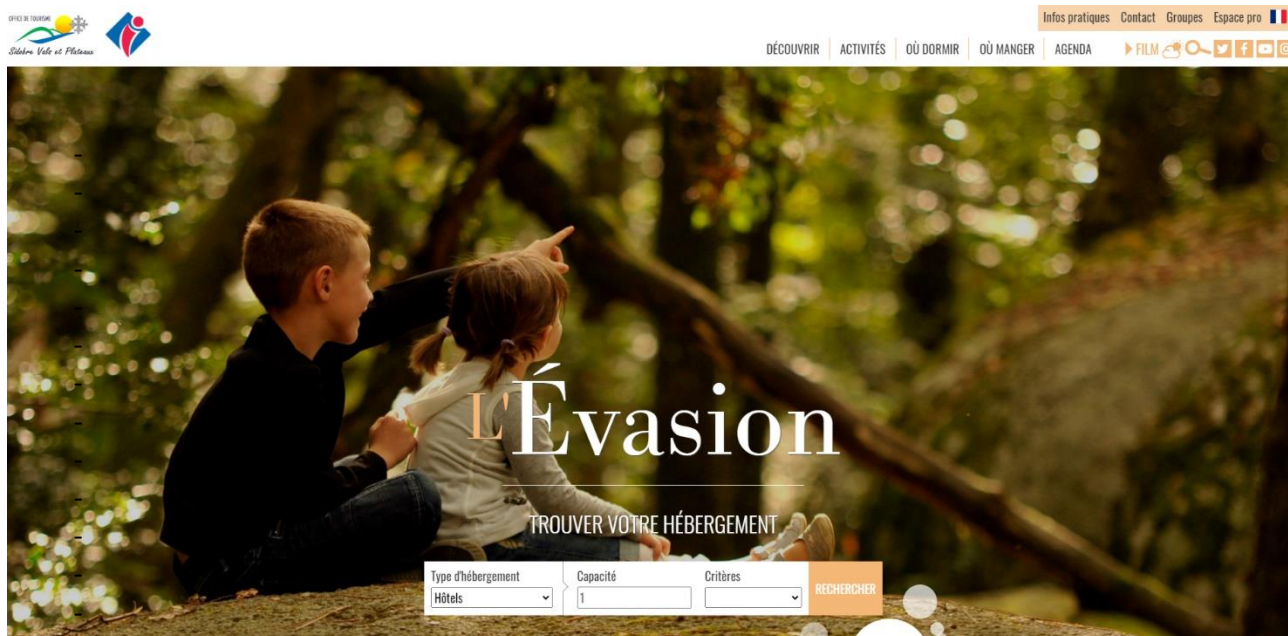 OFFICE DE TOURISME
Sidobre Vals et Plateaux
Infos pratiques Contact Groupes Espace pro
DÉCOUVRIR ACTIVITÉS OÙ DORMIR OÙ MANGER AGENDA FILM
L'Évasion
TROUVER VOTRE HÉBERGEMENT
Type d'hébergement Capacité Critères
Hôtels 1 RECHERCHER